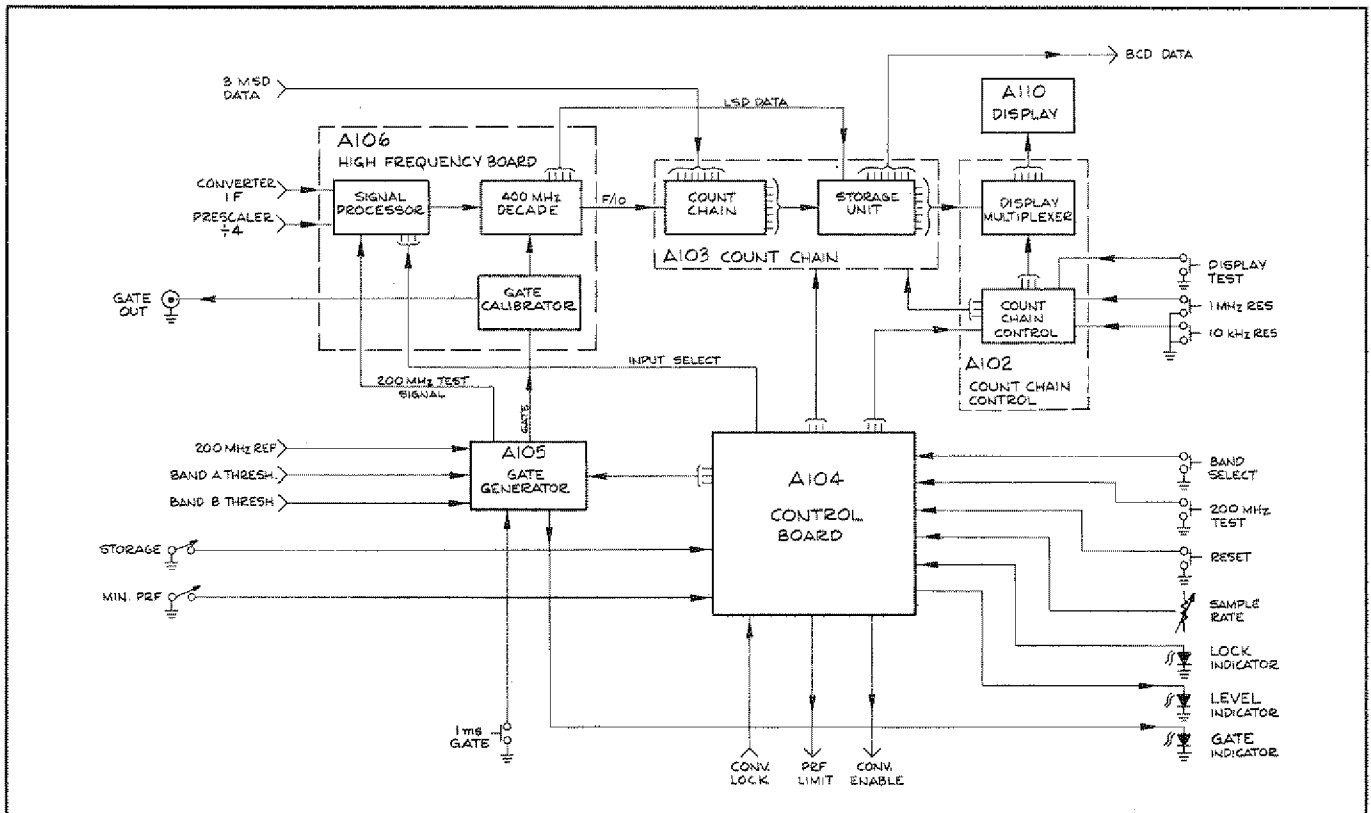 BCD DATA
3 MSD
DATA
LSD DATA
A110
DISPLAY
A106
HIGH FREQUENCY BOARD
CONVERTER
IF
PRESCALER
÷4
SIGNAL
PROCESSOR
400 MHZ
DECADE
F/10
COUNT
CHAIN
STORAGE
UNIT
A103 COUNT CHAIN
DISPLAY
MULTIPLEXER
GATE
OUT
GATE
CALIBRATOR
COUNT
CHAIN
CONTROL
A102
COUNT CHAIN
CONTROL
DISPLAY
TEST
1 MHZ RES
10 KHZ RES
INPUT SELECT
200 MHZ TEST
SIGNAL
GATE
200 MHZ REF
BAND A THRESH.
BAND B THRESH
A105
GATE
GENERATOR
A104
CONTROL
BOARD
BAND
SELECT
200 MHZ
TEST
RESET
SAMPLE
RATE
LOCK
INDICATOR
LEVEL
INDICATOR
GATE
INDICATOR
STORAGE
MIN. PRF
1 ms
GATE
CONV.
LOCK
PRF
LIMIT
CONV.
ENABLE